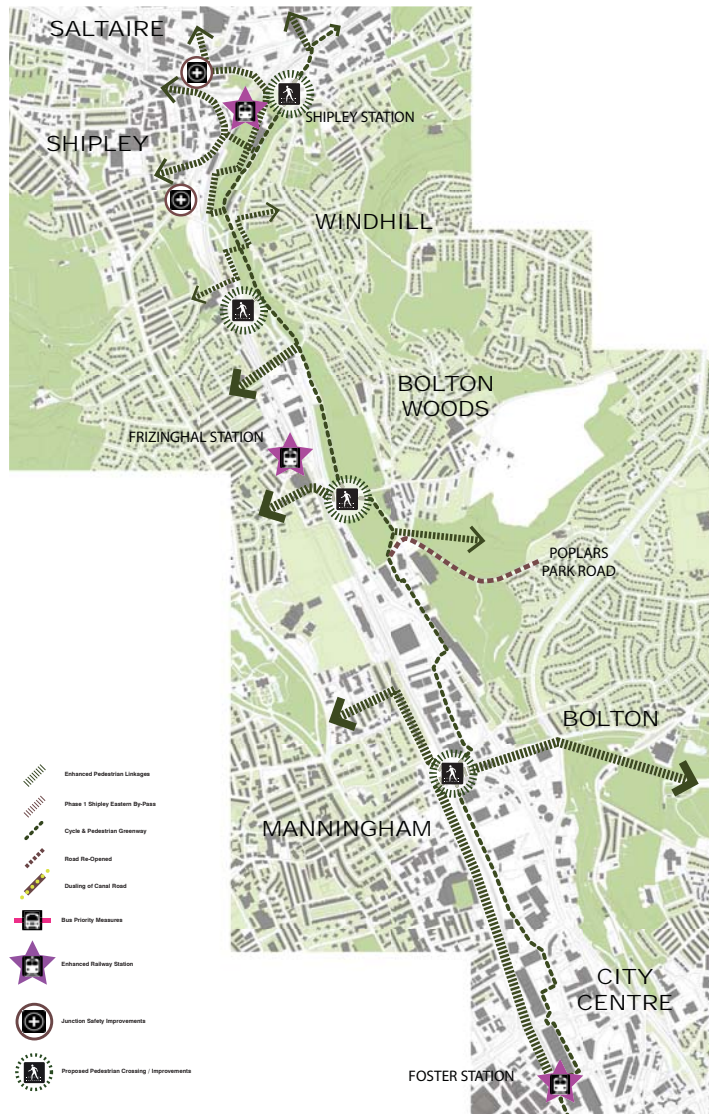 SALTAIRE
SHIPLEY STATION
SHIPLEY
WINDHILL
BOLTON
WOODS
FRIZINGHAL STATION
POPLARS
PARK ROAD
BOLTON
MANNINGHAM
CITY
CENTRE
FOSTER STATION
Enhanced Pedestrian Linkages
Phase 1 Shipley Eastern By-Pass
Cycle & Pedestrian Greenway
Road Re-Opened
Dualing of Canal Road
Bus Priority Measures
Enhanced Railway Station
Junction Safety Improvements
Proposed Pedestrian Crossing / Improvements